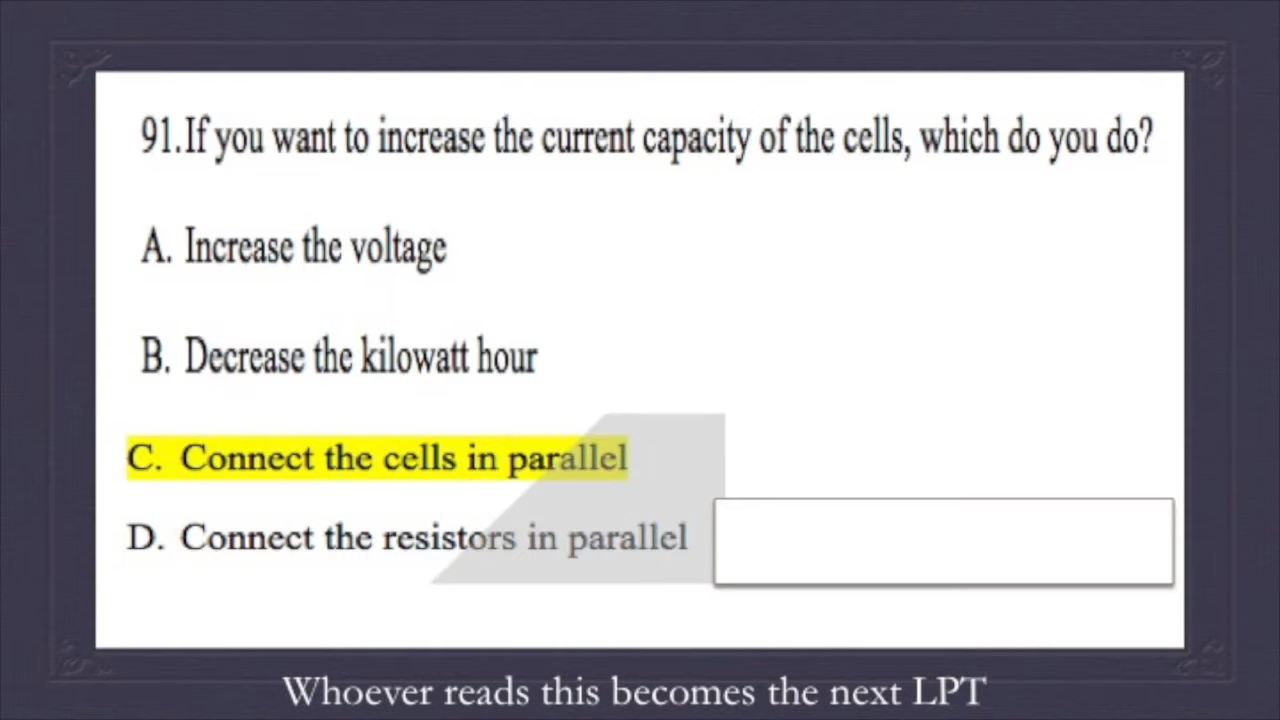 91.If you want to increase the current capacity of the cells, which do you do?
A. Increase the voltage
B. Decrease the kilowatt hour
C. Connect the cells in parallel
D. Connect the resistors in parallel
Whoever reads this becomes the next LPT